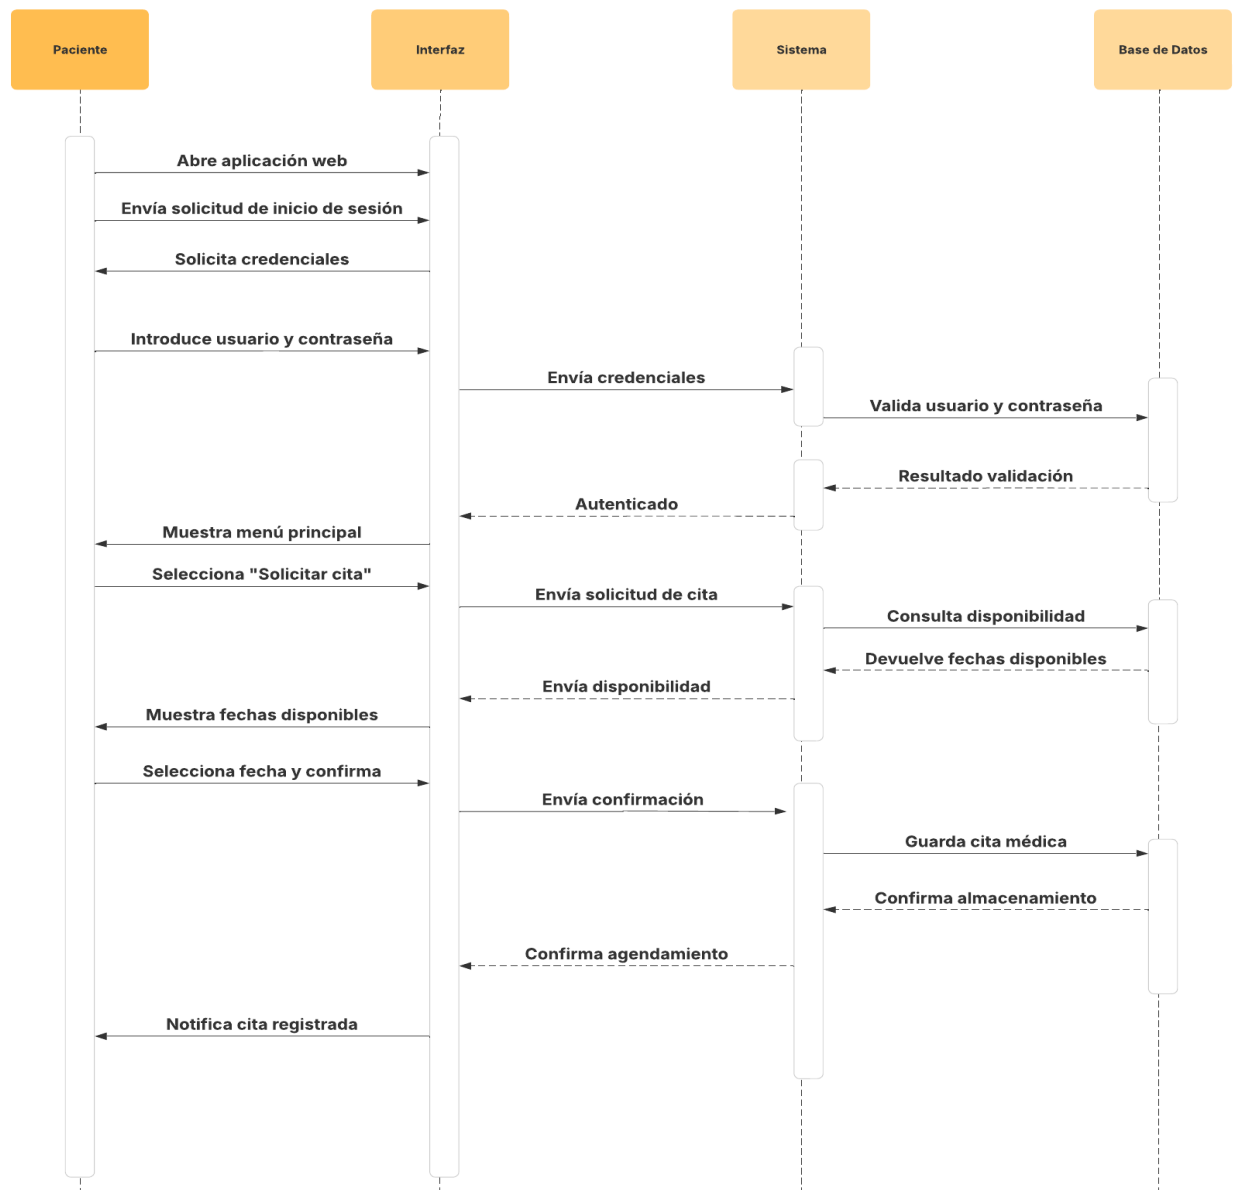 Paciente
Interfaz
Sistema
Base de Datos
Abre aplicación web
Envía solicitud de inicio de sesión
Solicita credenciales
Introduce usuario y contraseña
Envía credenciales
Valida usuario y contraseña
Resultado validación
Autenticado
Muestra menú principal
Selecciona "Solicitar cita"
Envía solicitud de cita
Consulta disponibilidad
Devuelve fechas disponibles
Envía disponibilidad
Muestra fechas disponibles
Selecciona fecha y confirma
Envía confirmación
Guarda cita médica
Confirma almacenamiento
Confirma agendamiento
Notifica cita registrada